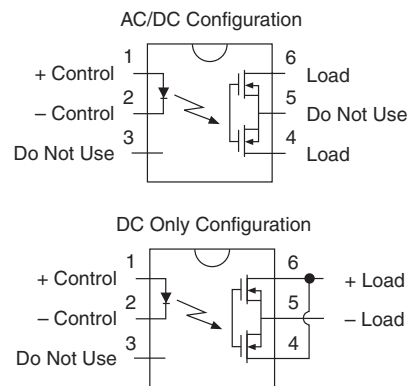 AC/DC Configuration
1
+ Control
2
– Control
3
Do Not Use
6
Load
5
Do Not Use
4
Load
DC Only Configuration
1
+ Control
2
– Control
3
Do Not Use
6
+ Load
5
– Load
4